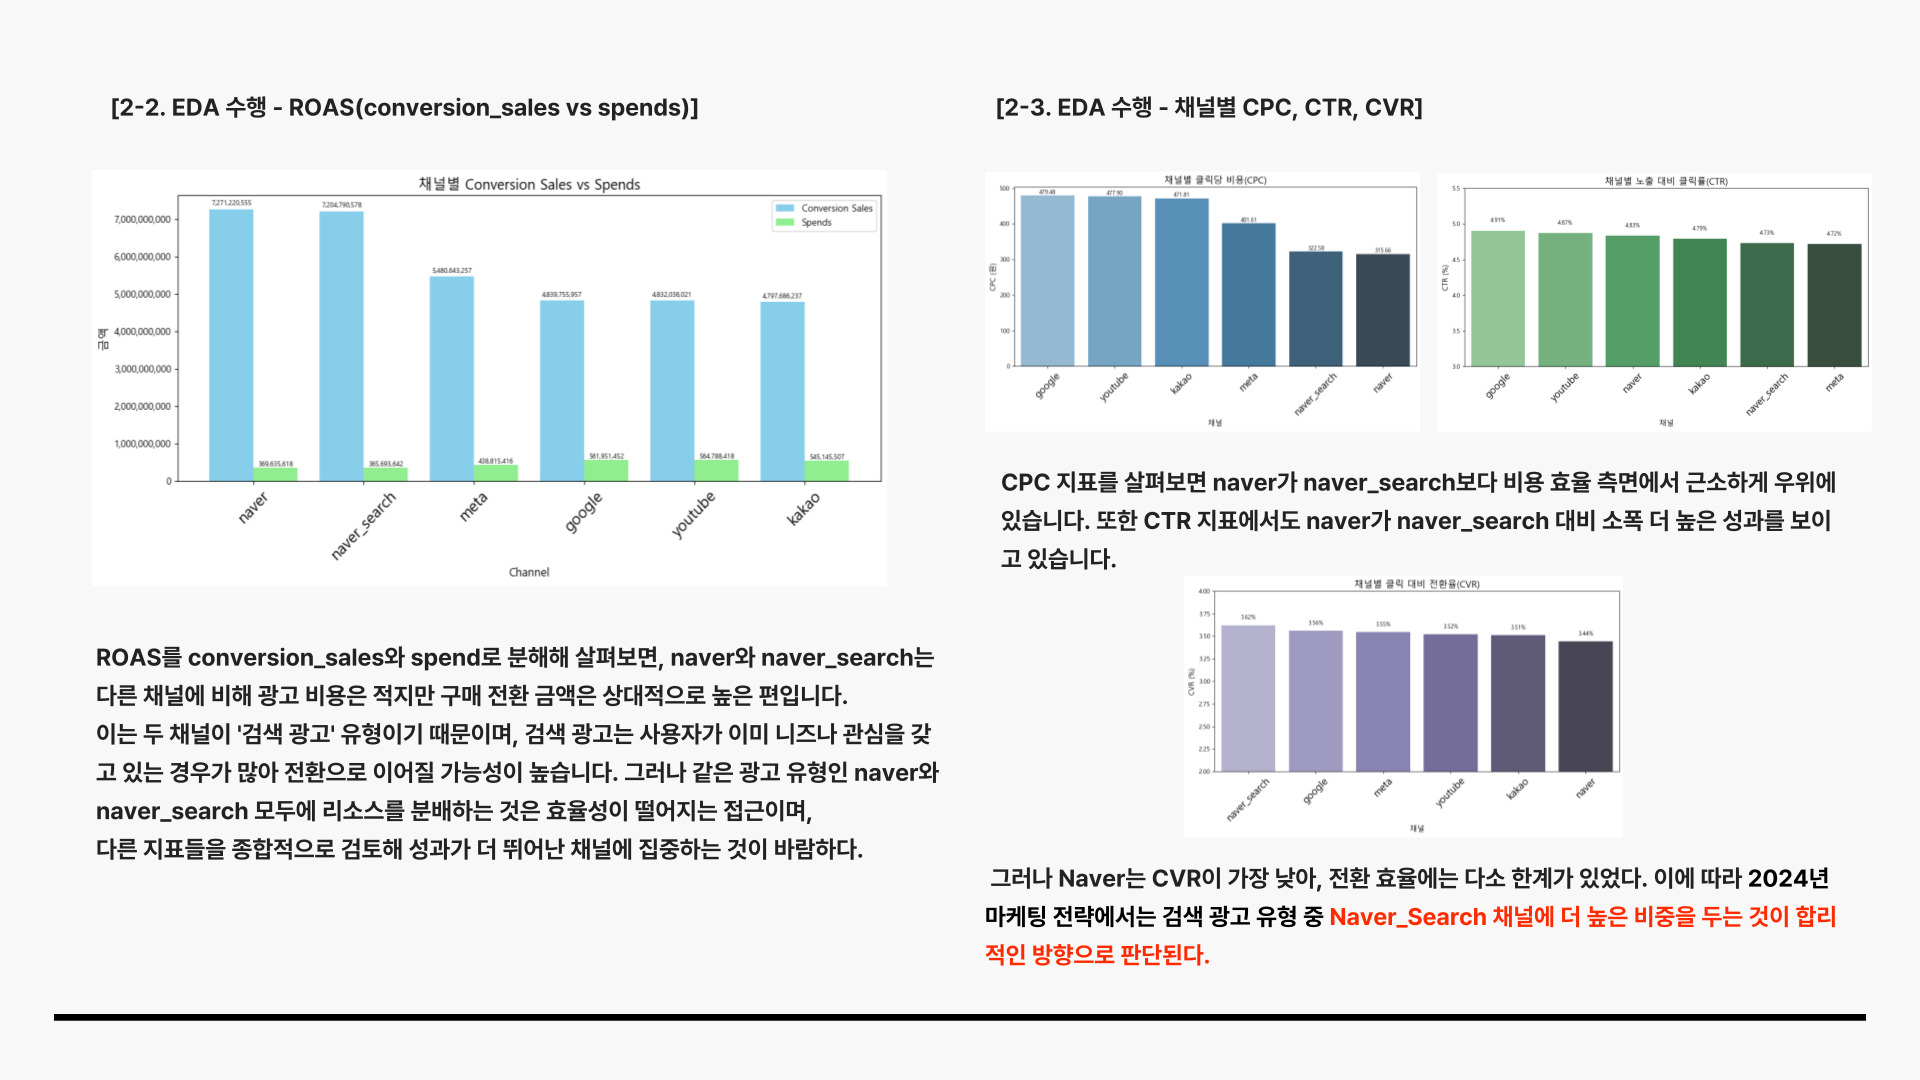 [2-2. EDA 수행 - ROAS(conversion_sales vs spends)]
채널별 Conversion Sales vs Spends
Conversion Sales
Spends
금액
7,000,000,000
6,000,000,000
5,000,000,000
4,000,000,000
3,000,000,000
2,000,000,000
1,000,000,000
0
7,271,220,555
369,635,618
7,204,790,578
365,693,642
5,480,643,257
438,815,416
4,839,755,957
561,951,452
4,832,036,021
564,788,418
4,797,686,237
545,145,507
naver
naver_search
meta
google
youtube
kakao
Channel
ROAS를 conversion_sales와 spend로 분해해 살펴보면, naver와 naver_search는
다른 채널에 비해 광고 비용은 적지만 구매 전환 금액은 상대적으로 높은 편입니다.
이는 두 채널이 '검색 광고' 유형이기 때문이며, 검색 광고는 사용자가 이미 니즈나 관심을 갖
고 있는 경우가 많아 전환으로 이어질 가능성이 높습니다. 그러나 같은 광고 유형인 naver와
naver_search 모두에 리소스를 분배하는 것은 효율성이 떨어지는 접근이며,
다른 지표들을 종합적으로 검토해 성과가 더 뛰어난 채널에 집중하는 것이 바람하다.
[2-3. EDA 수행 - 채널별 CPC, CTR, CVR]
채널별 클릭당 비용(CPC)
CPC (원)
500
400
300
200
100
0
479.48
477.90
471.81
401.61
322.58
315.66
google
youtube
kakao
meta
naver_search
naver
채널
채널별 노출 대비 클릭률(CTR)
CTR (%)
5.5
5.0
4.5
4.0
3.5
3.0
4.91%
4.87%
4.83%
4.79%
4.73%
4.72%
google
youtube
naver
kakao
naver_search
meta
채널
CPC 지표를 살펴보면 naver가 naver_search보다 비용 효율 측면에서 근소하게 우위에
있습니다. 또한 CTR 지표에서도 naver가 naver_search 대비 소폭 더 높은 성과를 보이
고 있습니다.
채널별 클릭 대비 전환율(CVR)
CVR (%)
4.00
3.75
3.50
3.25
3.00
2.75
2.50
2.25
2.00
3.62%
3.56%
3.55%
3.52%
3.51%
3.44%
naver_search
google
meta
youtube
kakao
naver
채널
그러나 Naver는 CVR이 가장 낮아, 전환 효율에는 다소 한계가 있었다. 이에 따라 2024년
마케팅 전략에서는 검색 광고 유형 중 Naver_Search 채널에 더 높은 비중을 두는 것이 합리
적인 방향으로 판단된다.